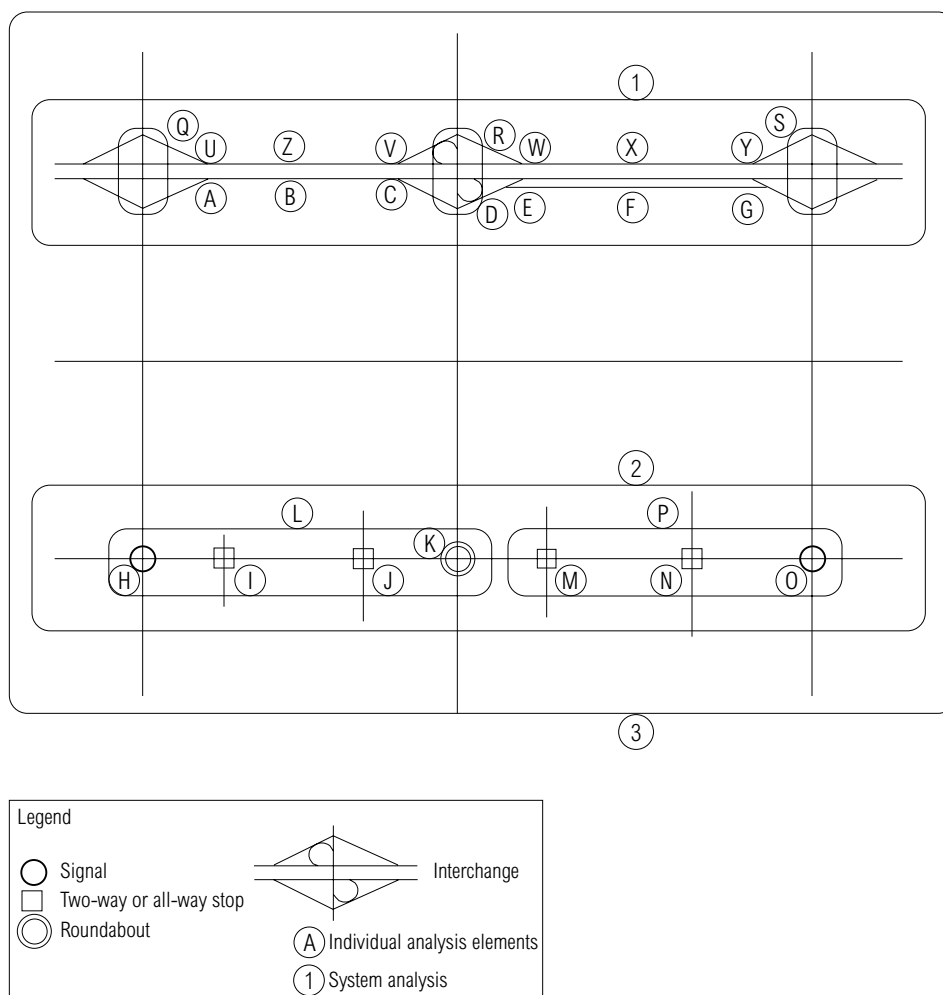 1
Q
S
R
U
Z
V
W
X
Y
A
B
C
D
E
F
G
2
L
P
K
H
I
J
M
N
O
3
Legend
Signal
Two-way or all-way stop
Roundabout
Interchange
A Individual analysis elements
1 System analysis